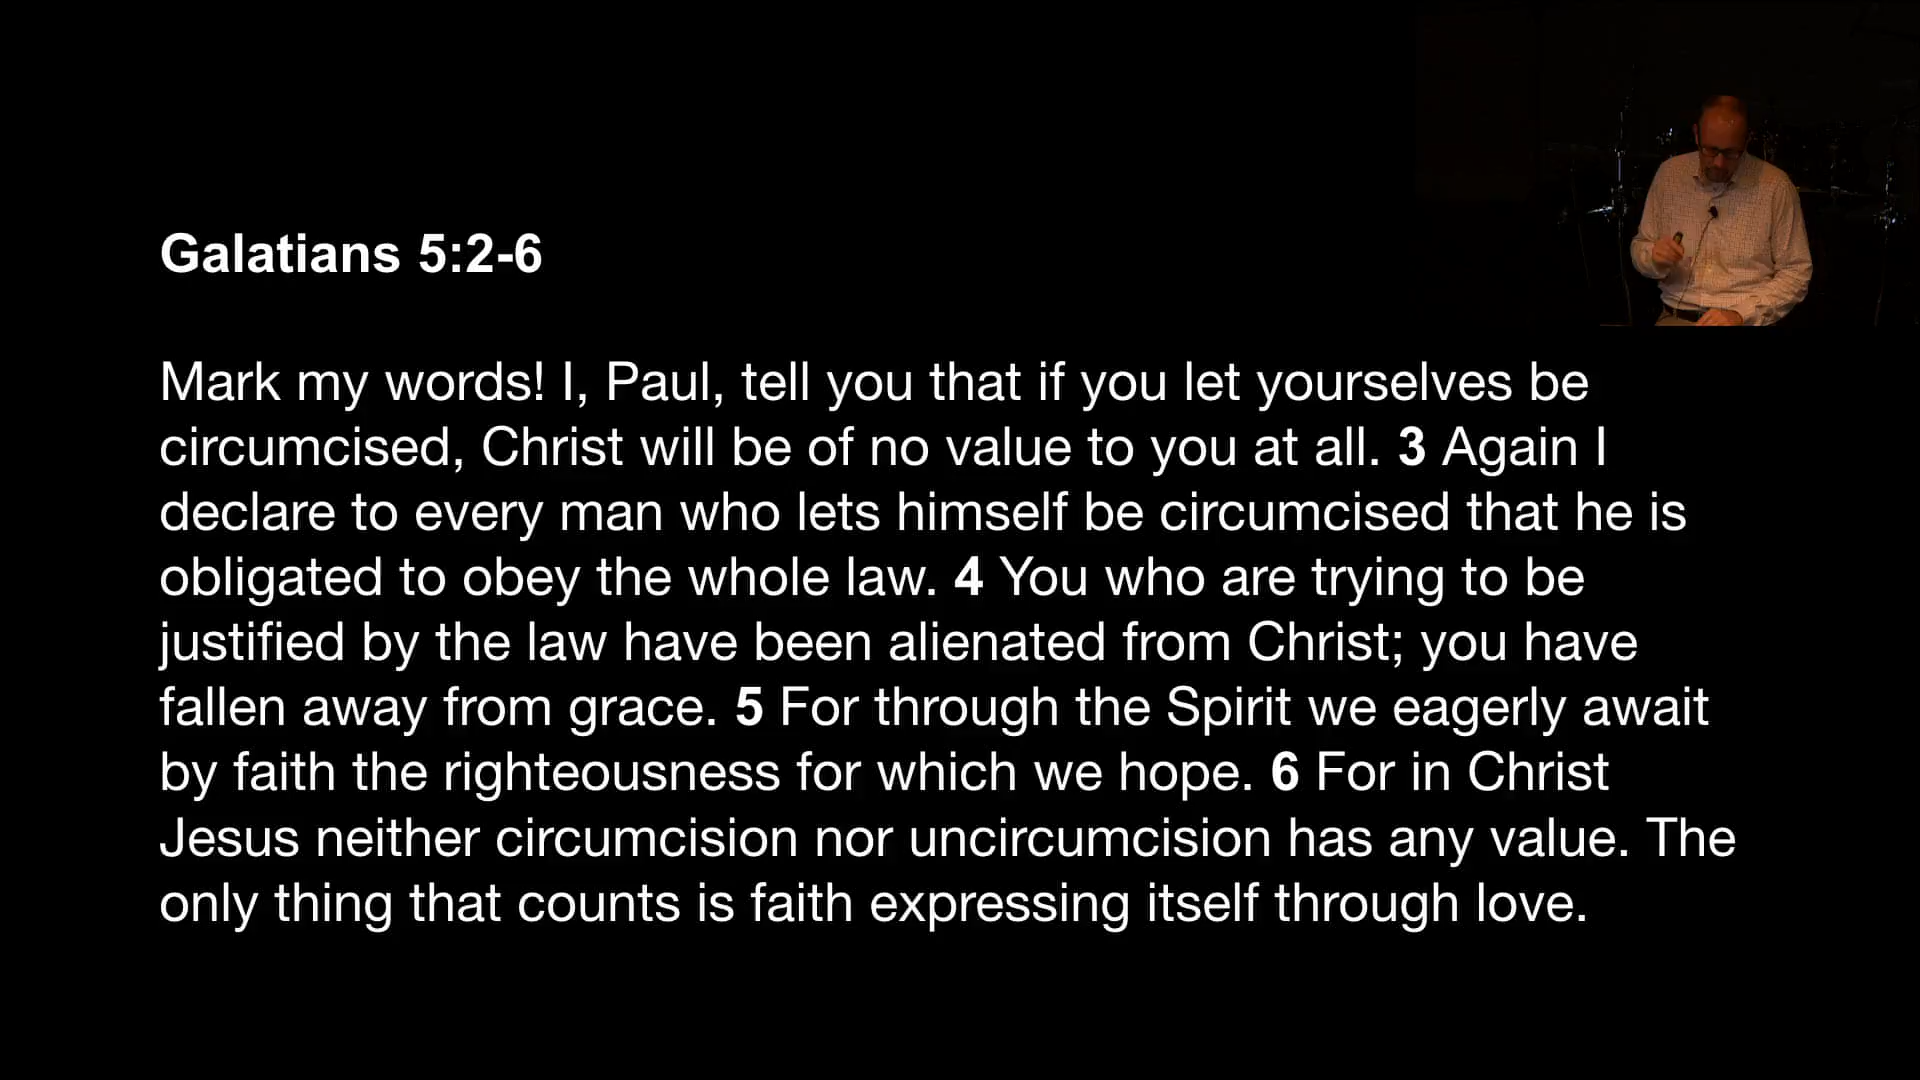 Galatians 5:2-6
Mark my words! I, Paul, tell you that if you let yourselves be
circumcised, Christ will be of no value to you at all. 3 Again I
declare to every man who lets himself be circumcised that he is
obligated to obey the whole law. 4 You who are trying to be
justified by the law have been alienated from Christ; you have
fallen away from grace. 5 For through the Spirit we eagerly await
by faith the righteousness for which we hope. 6 For in Christ
Jesus neither circumcision nor uncircumcision has any value. The
only thing that counts is faith expressing itself through love.